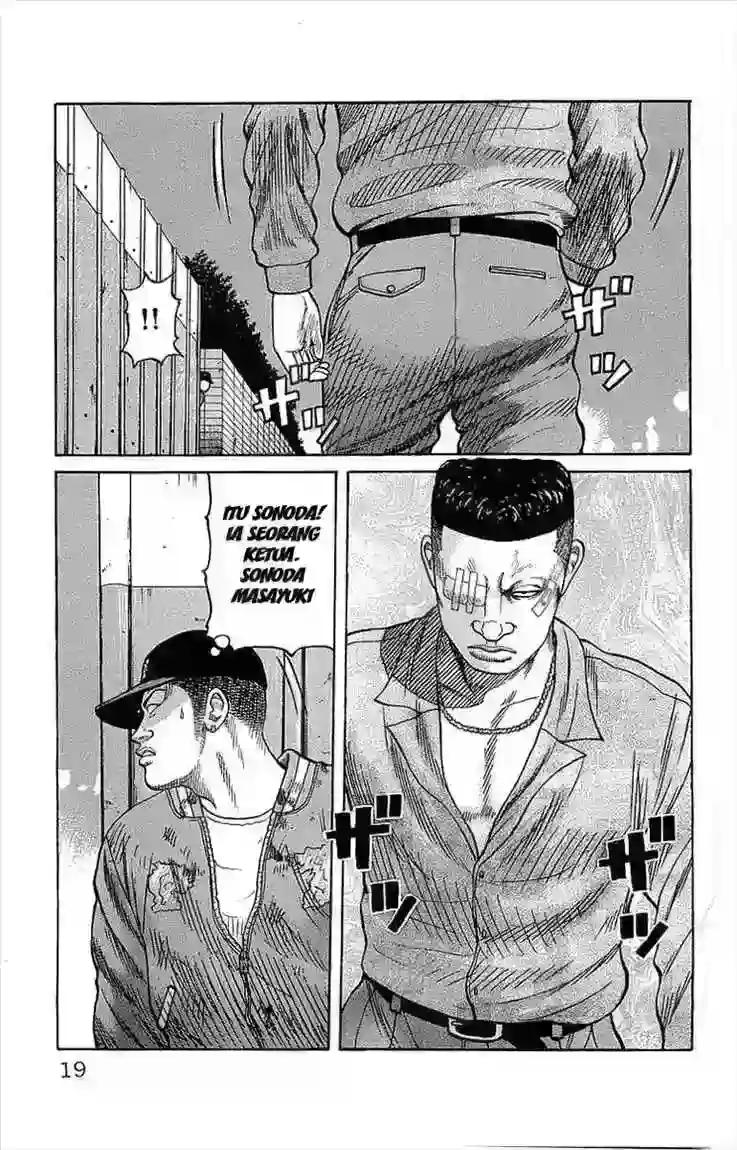 !!
ザッ
ザッ
ITU SONODA!
IA SEORANG
KETUA.
SONODA
MASAYUKI
ザッ
ザッ
19